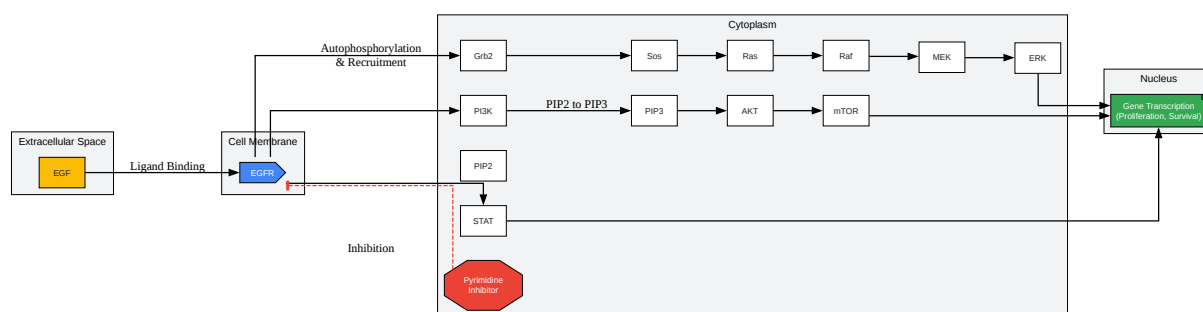 Cytoplasm
Autophosphorylation
& Recruitment
Grb2
Sos
Ras
Raf
MEK
ERK
Nucleus
PI3K
PIP2 to PIP3
PIP3
AKT
mTOR
Gene Transcription
(Proliferation, Survival)
Extracellular Space
Cell Membrane
EGF
Ligand Binding
EGFR
PIP2
STAT
Inhibition
Pyrimidine
Inhibitor